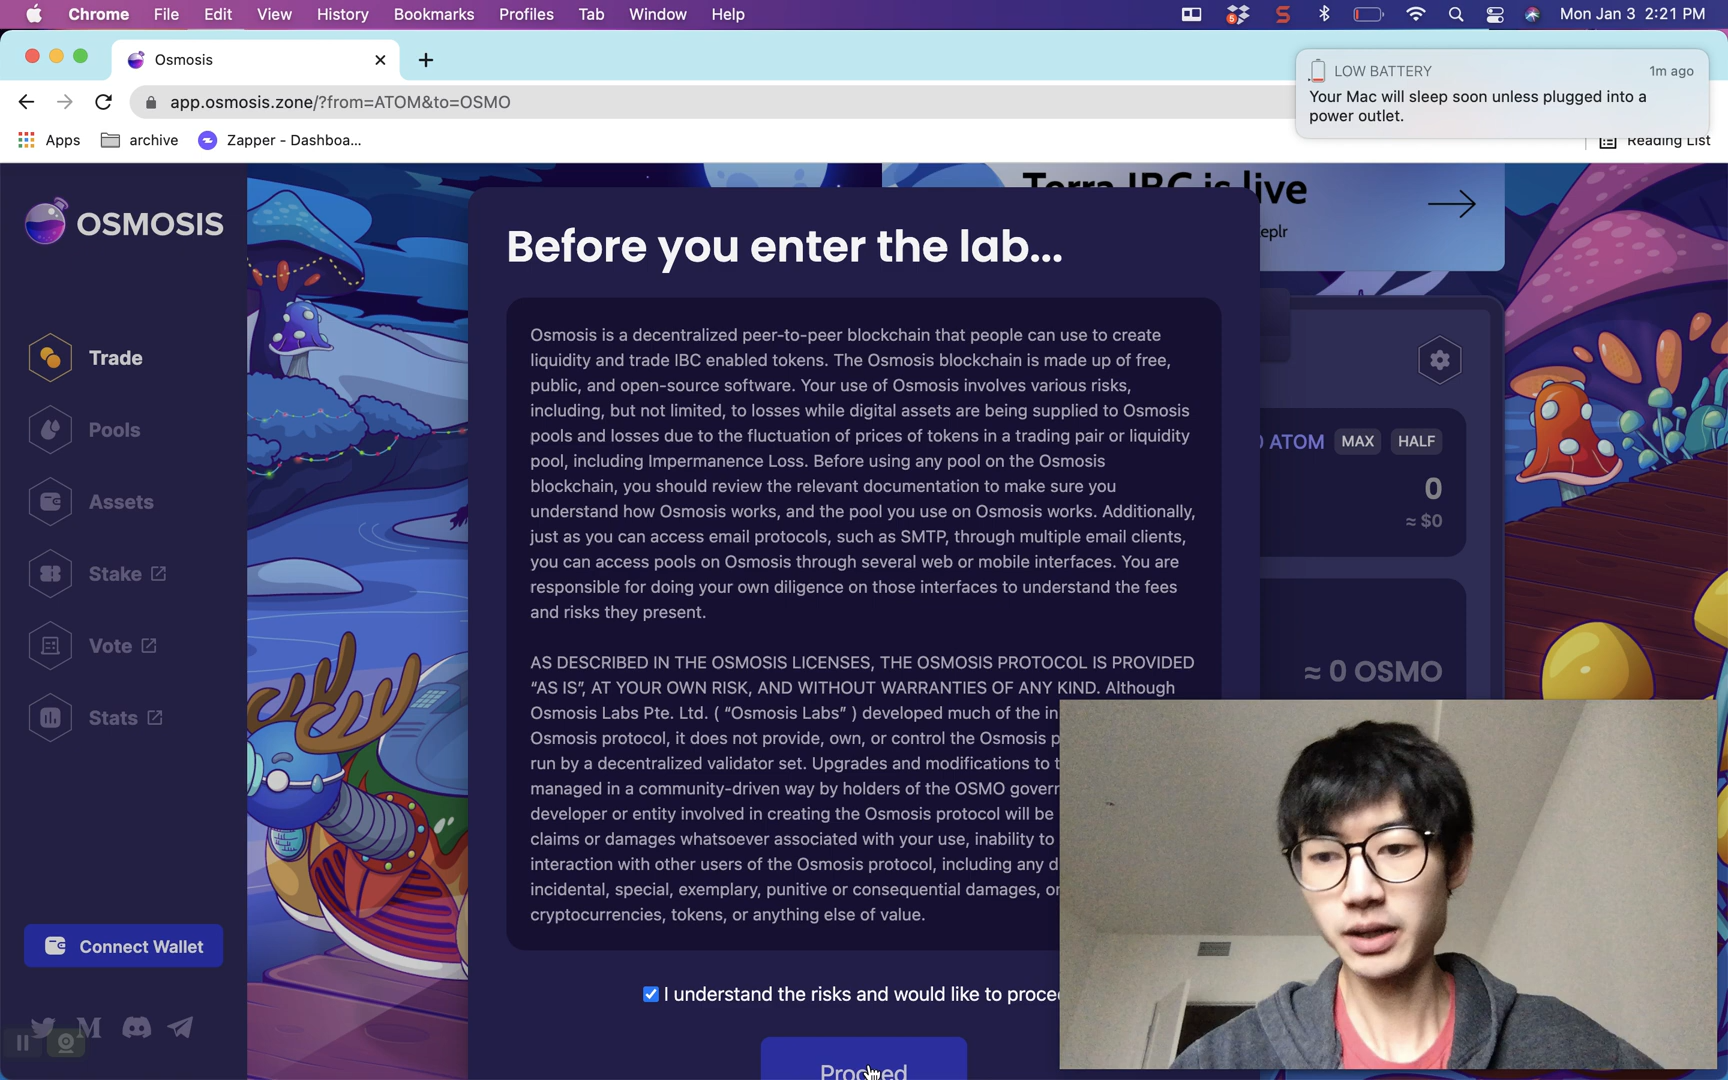 Chrome File Edit View History Bookmarks Profiles Tab Window Help
5
Mon Jan 3 2:21 PM
Osmosis
app.osmosis.zone/?from=ATOM&to=OSMO
LOW BATTERY
1m ago
Your Mac will sleep soon unless plugged into a
power outlet.
Apps archive Zapper - Dashboa...
Reading List
OSMOSIS
Trade
Pools
Assets
Stake
Vote
Stats
Connect Wallet
Terra IBC is live
eplr
Before you enter the lab...
Osmosis is a decentralized peer-to-peer blockchain that people can use to create
liquidity and trade IBC enabled tokens. The Osmosis blockchain is made up of free,
public, and open-source software. Your use of Osmosis involves various risks,
including, but not limited, to losses while digital assets are being supplied to Osmosis
pools and losses due to the fluctuation of prices of tokens in a trading pair or liquidity
pool, including Impermanence Loss. Before using any pool on the Osmosis
blockchain, you should review the relevant documentation to make sure you
understand how Osmosis works, and the pool you use on Osmosis works. Additionally,
just as you can access email protocols, such as SMTP, through multiple email clients,
you can access pools on Osmosis through several web or mobile interfaces. You are
responsible for doing your own diligence on those interfaces to understand the fees
and risks they present.
AS DESCRIBED IN THE OSMOSIS LICENSES, THE OSMOSIS PROTOCOL IS PROVIDED
“AS IS”, AT YOUR OWN RISK, AND WITHOUT WARRANTIES OF ANY KIND. Although
Osmosis Labs Pte. Ltd. ( “Osmosis Labs” ) developed much of the in
Osmosis protocol, it does not provide, own, or control the Osmosis p
run by a decentralized validator set. Upgrades and modifications to t
managed in a community-driven way by holders of the OSMO govern
developer or entity involved in creating the Osmosis protocol will be
claims or damages whatsoever associated with your use, inability to
interaction with other users of the Osmosis protocol, including any d
incidental, special, exemplary, punitive or consequential damages, or
cryptocurrencies, tokens, or anything else of value.
I understand the risks and would like to procee
Proceed
ATOM MAX HALF
0
≈ $0
≈ 0 OSMO